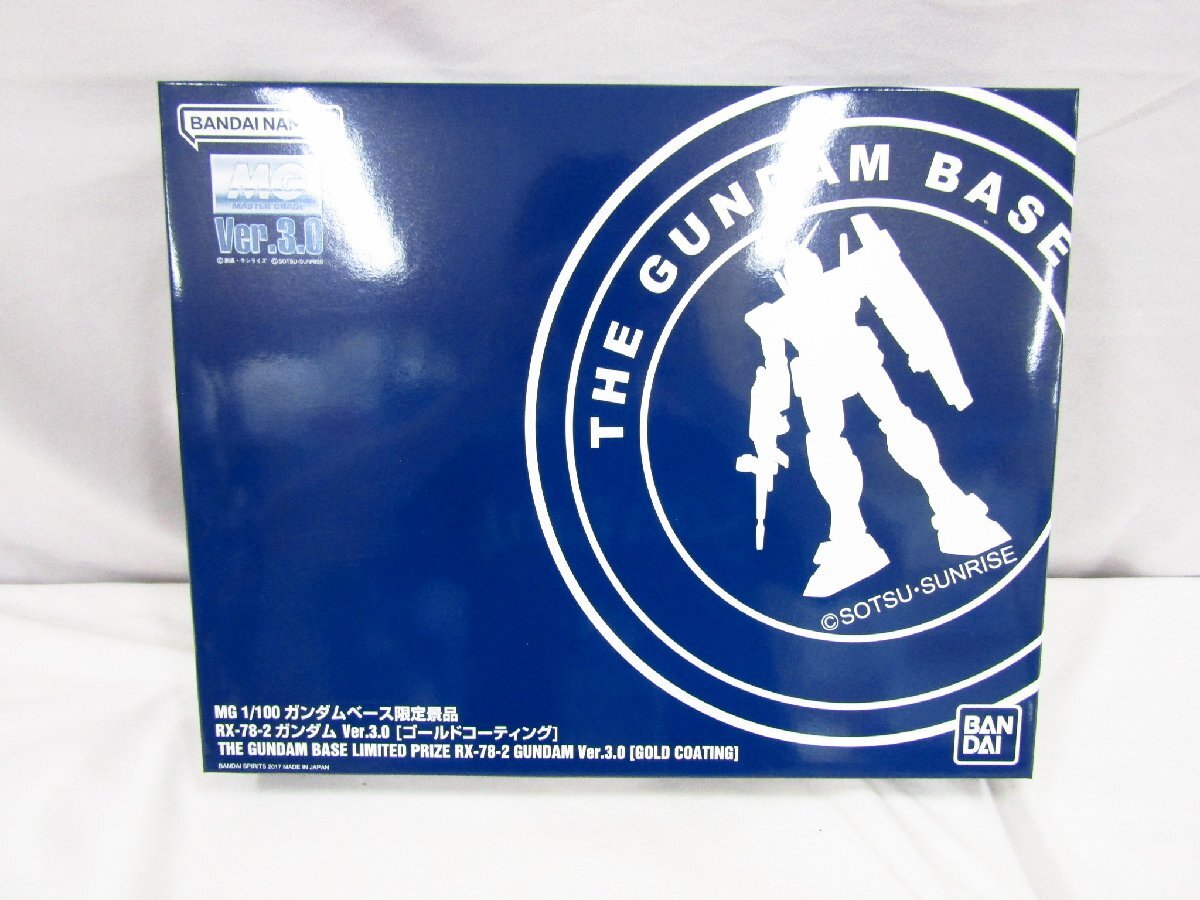 BANDAI NAM
MG
MASTER GRADE
Ver.3.0
©創通・サンライズ ©SOTSU・SUNRISE
THE GUNDAM BASE
©SOTSU・SUNRISE
MG 1/100 ガンダムベース限定景品
RX-78-2 ガンダム Ver.3.0 [ゴールドコーティング]
THE GUNDAM BASE LIMITED PRIZE RX-78-2 GUNDAM Ver.3.0 [GOLD COATING]
BANDAI SPIRITS 2017 MADE IN JAPAN
BAN
DAI